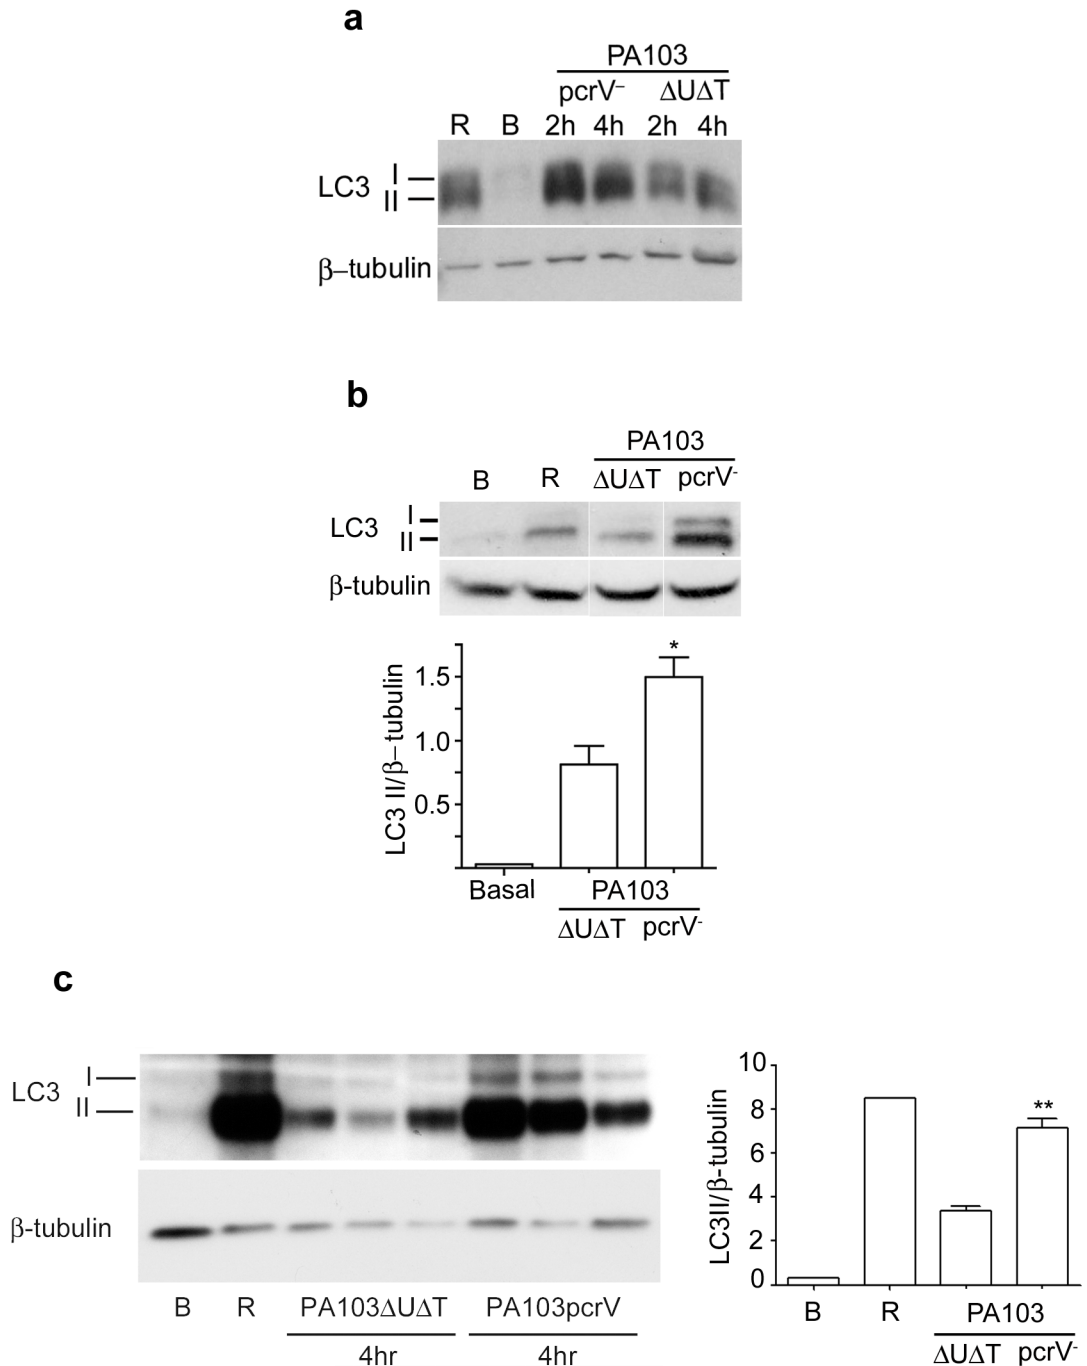 a
PA103
pcrV– ΔUΔT
R B 2h 4h 2h 4h
LC3 I
II
β–tubulin
b
PA103
B R ΔUΔT pcrV-
LC3 I
II
β-tubulin
*
LC3 II/β–tubulin
1.5
1.0
0.5
Basal PA103
ΔUΔT pcrV-
c
LC3 I
II
β-tubulin
B R PA103ΔUΔT PA103pcrV
4hr 4hr
LC3II/β-tubulin
10
8
6
4
2
0
**
B R PA103
ΔUΔT pcrV-